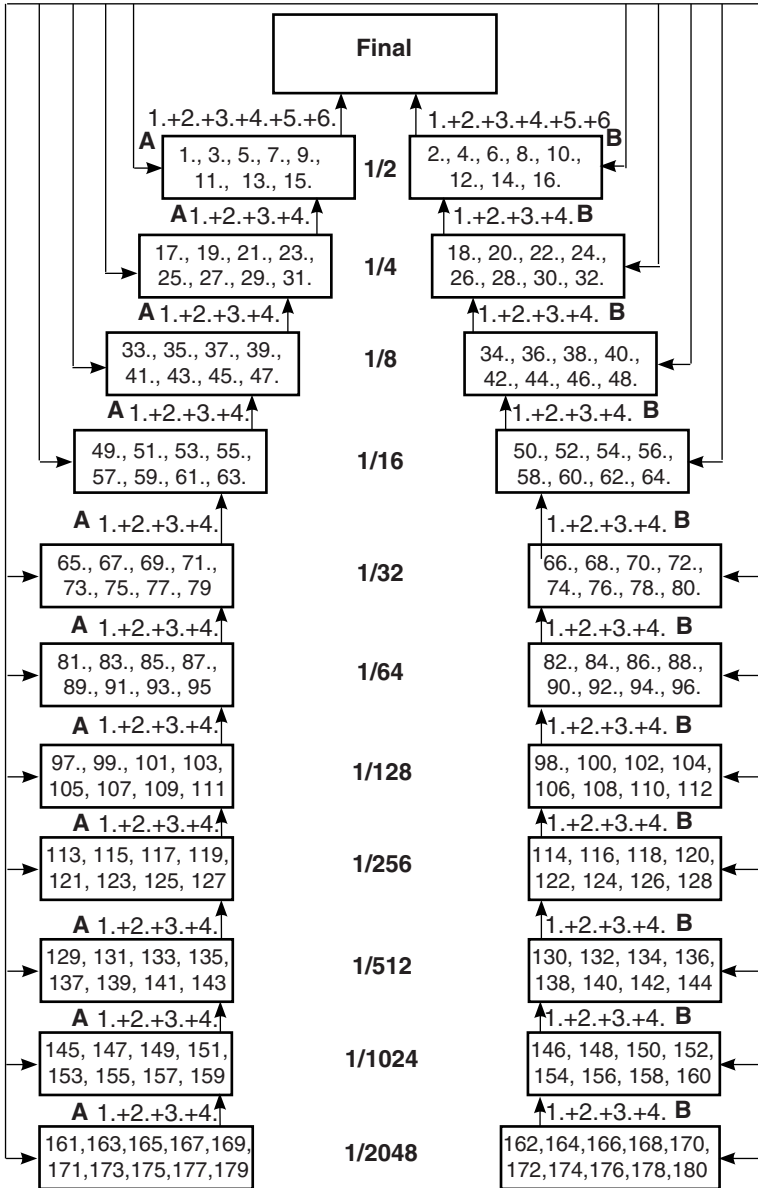 Final
1.+2.+3.+4.+5.+6. 1.+2.+3.+4.+5.+6
A B
1., 3., 5., 7., 9., 2., 4., 6., 8., 10.,
1/2
11., 13., 15. 12., 14., 16.
A 1.+2.+3.+4. 1.+2.+3.+4. B
17., 19., 21., 23., 18., 20., 22., 24.,
1/4
25., 27., 29., 31. 26., 28., 30., 32.
A 1.+2.+3.+4. 1.+2.+3.+4. B
33., 35., 37., 39., 34., 36., 38., 40.,
1/8
41., 43., 45., 47. 42., 44., 46., 48.
A 1.+2.+3.+4. 1.+2.+3.+4. B
49., 51., 53., 55., 50., 52., 54., 56.,
1/16
57., 59., 61., 63. 58., 60., 62., 64.
A 1.+2.+3.+4. 1.+2.+3.+4. B
65., 67., 69., 71., 66., 68., 70., 72.,
1/32
73., 75., 77., 79 74., 76., 78., 80.
A 1.+2.+3.+4. 1.+2.+3.+4. B
81., 83., 85., 87., 82., 84., 86., 88.,
1/64
89., 91., 93., 95 90., 92., 94., 96.
A 1.+2.+3.+4. 1.+2.+3.+4. B
97., 99., 101, 103, 98., 100, 102, 104,
1/128
105, 107, 109, 111 106, 108, 110, 112
A 1.+2.+3.+4. 1.+2.+3.+4. B
113, 115, 117, 119, 114, 116, 118, 120,
1/256
121, 123, 125, 127 122, 124, 126, 128
A 1.+2.+3.+4. 1.+2.+3.+4. B
129, 131, 133, 135, 130, 132, 134, 136,
1/512
137, 139, 141, 143 138, 140, 142, 144
A 1.+2.+3.+4. 1.+2.+3.+4. B
145, 147, 149, 151, 146, 148, 150, 152,
1/1024
153, 155, 157, 159 154, 156, 158, 160
A 1.+2.+3.+4. 1.+2.+3.+4. B
161,163,165,167,169, 162,164,166,168,170,
1/2048
171,173,175,177,179 172,174,176,178,180